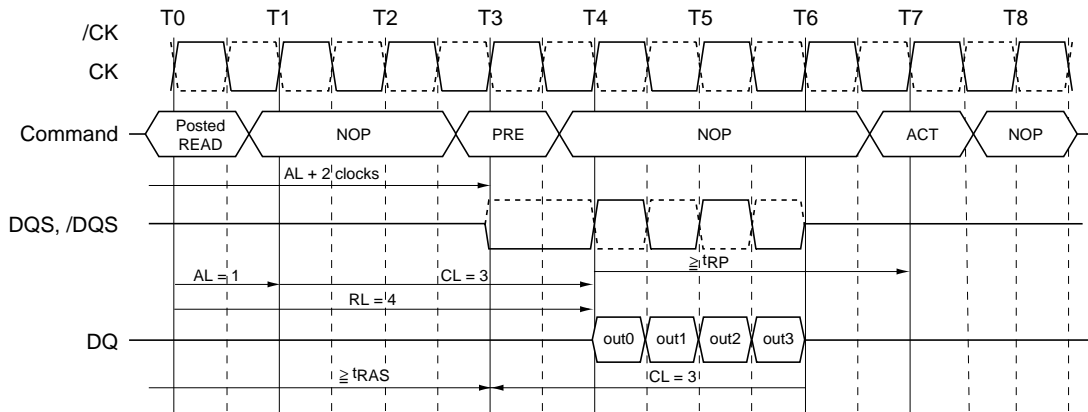 T0 T1 T2 T3 T4 T5 T6 T7 T8
/CK
CK
Command
Posted
READ
NOP PRE NOP ACT NOP
AL + 2 clocks
DQS, /DQS
≧ tRP
AL = 1 CL = 3
RL = 4
DQ
out0 out1 out2 out3
≧ tRAS CL = 3